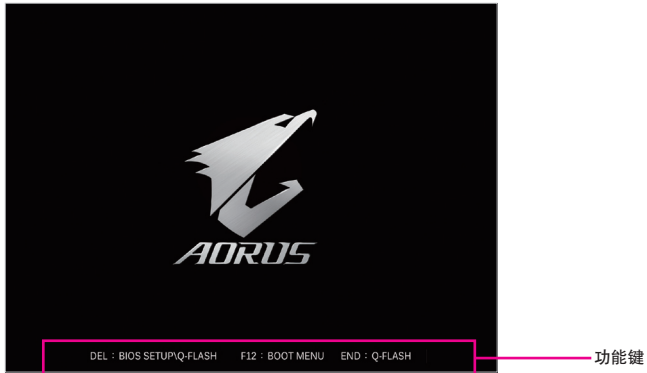 AORUS
DEL : BIOS SETUP\Q-FLASH F12 : BOOT MENU END : Q-FLASH
功能键